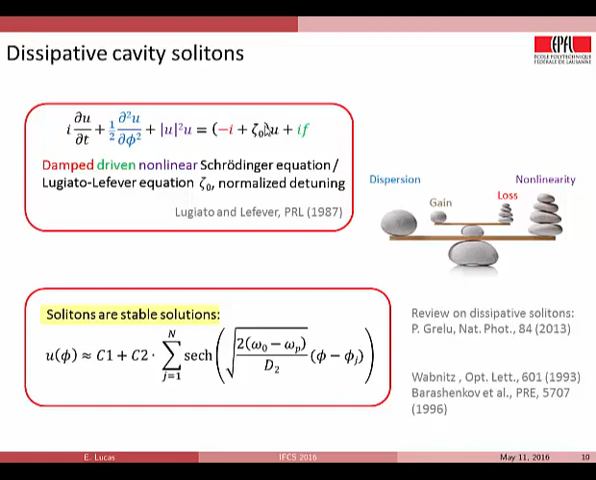 Dissipative cavity solitons
EPFL
ÉCOLE POLYTECHNIQUE
FÉDÉRALE DE LAUSANNE
i ∂u/∂t + 1/2 ∂²u/∂ϕ² + |u|²u = (−i + ζ₀)u + if
Damped driven nonlinear Schrödinger equation /
Lugiato-Lefever equation ζ₀, normalized detuning
Lugiato and Lefever, PRL (1987)
Dispersion
Gain
Loss
Nonlinearity
Solitons are stable solutions:
u(ϕ) ≈ C1 + C2 · ∑_{j=1}^{N} sech(√(2(ω₀ − ωₚ)/D₂) (ϕ − ϕⱼ))
Review on dissipative solitons:
P. Grelu, Nat. Phot., 84 (2013)
Wabnitz , Opt. Lett., 601 (1993)
Barashenkov et al., PRE, 5707
(1996)
E. Lucas
IFCS 2016
May 11, 2016
10